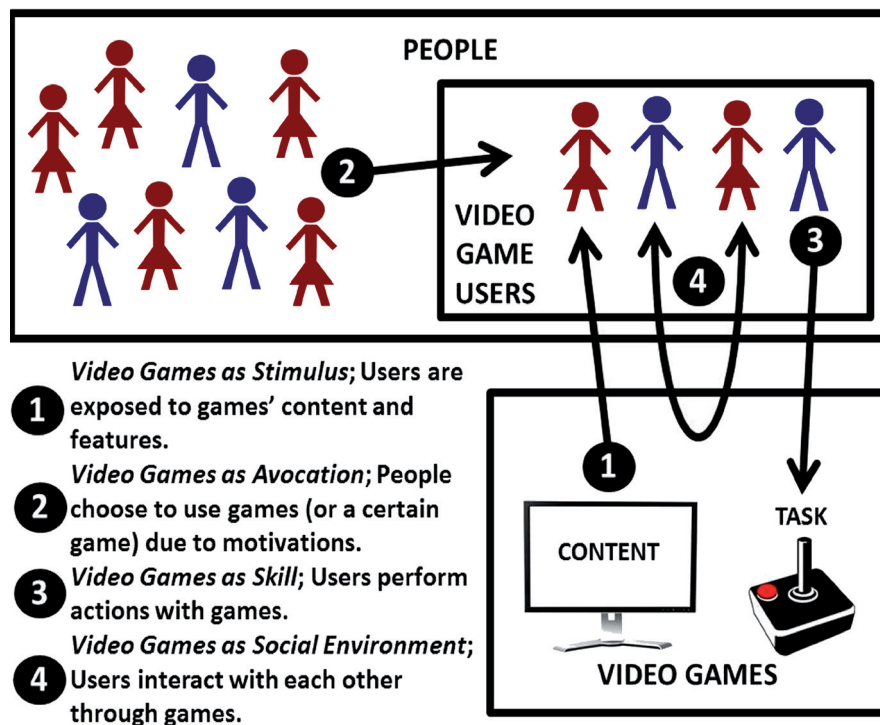 PEOPLE
2
VIDEO
GAME
USERS
4
3
1
Video Games as Stimulus; Users are
exposed to games’ content and
features.
2
Video Games as Avocation; People
choose to use games (or a certain
game) due to motivations.
3
Video Games as Skill; Users perform
actions with games.
4
Video Games as Social Environment;
Users interact with each other
through games.
1
CONTENT
TASK
VIDEO GAMES